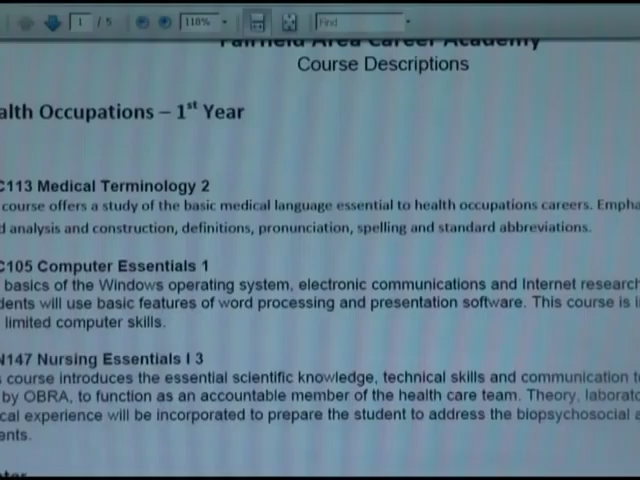 1 / 5 118% Find
Fairfield Area Career Academy
Course Descriptions
alth Occupations – 1st Year
C113 Medical Terminology 2
course offers a study of the basic medical language essential to health occupations careers. Empha
d analysis and construction, definitions, pronunciation, spelling and standard abbreviations.
C105 Computer Essentials 1
basics of the Windows operating system, electronic communications and Internet research
dents will use basic features of word processing and presentation software. This course is
limited computer skills.
N147 Nursing Essentials I 3
s course introduces the essential scientific knowledge, technical skills and communication
by OBRA, to function as an accountable member of the health care team. Theory, laborato
cal experience will be incorporated to prepare the student to address the biopsychosocial
ents.